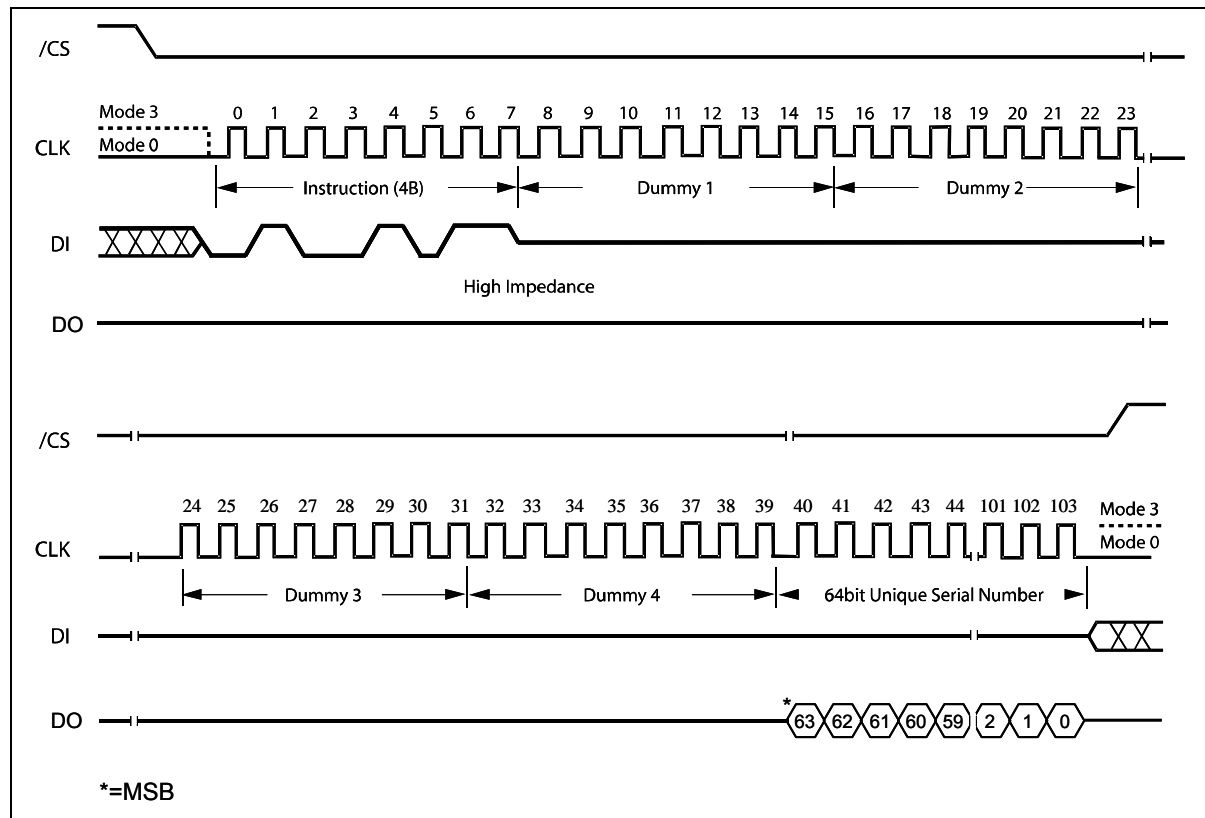 /CS
Mode 3
0 1 2 3 4 5 6 7 8 9 10 11 12 13 14 15 16 17 18 19 20 21 22 23
CLK
Mode 0
Instruction (4B) Dummy 1 Dummy 2
DI
High Impedance
DO
/CS
24 25 26 27 28 29 30 31 32 33 34 35 36 37 38 39 40 41 42 43 44 101 102 103
Mode 3
CLK
Mode 0
Dummy 3 Dummy 4 64bit Unique Serial Number
DI
DO
* 63 62 61 60 59 2 1 0
*=MSB